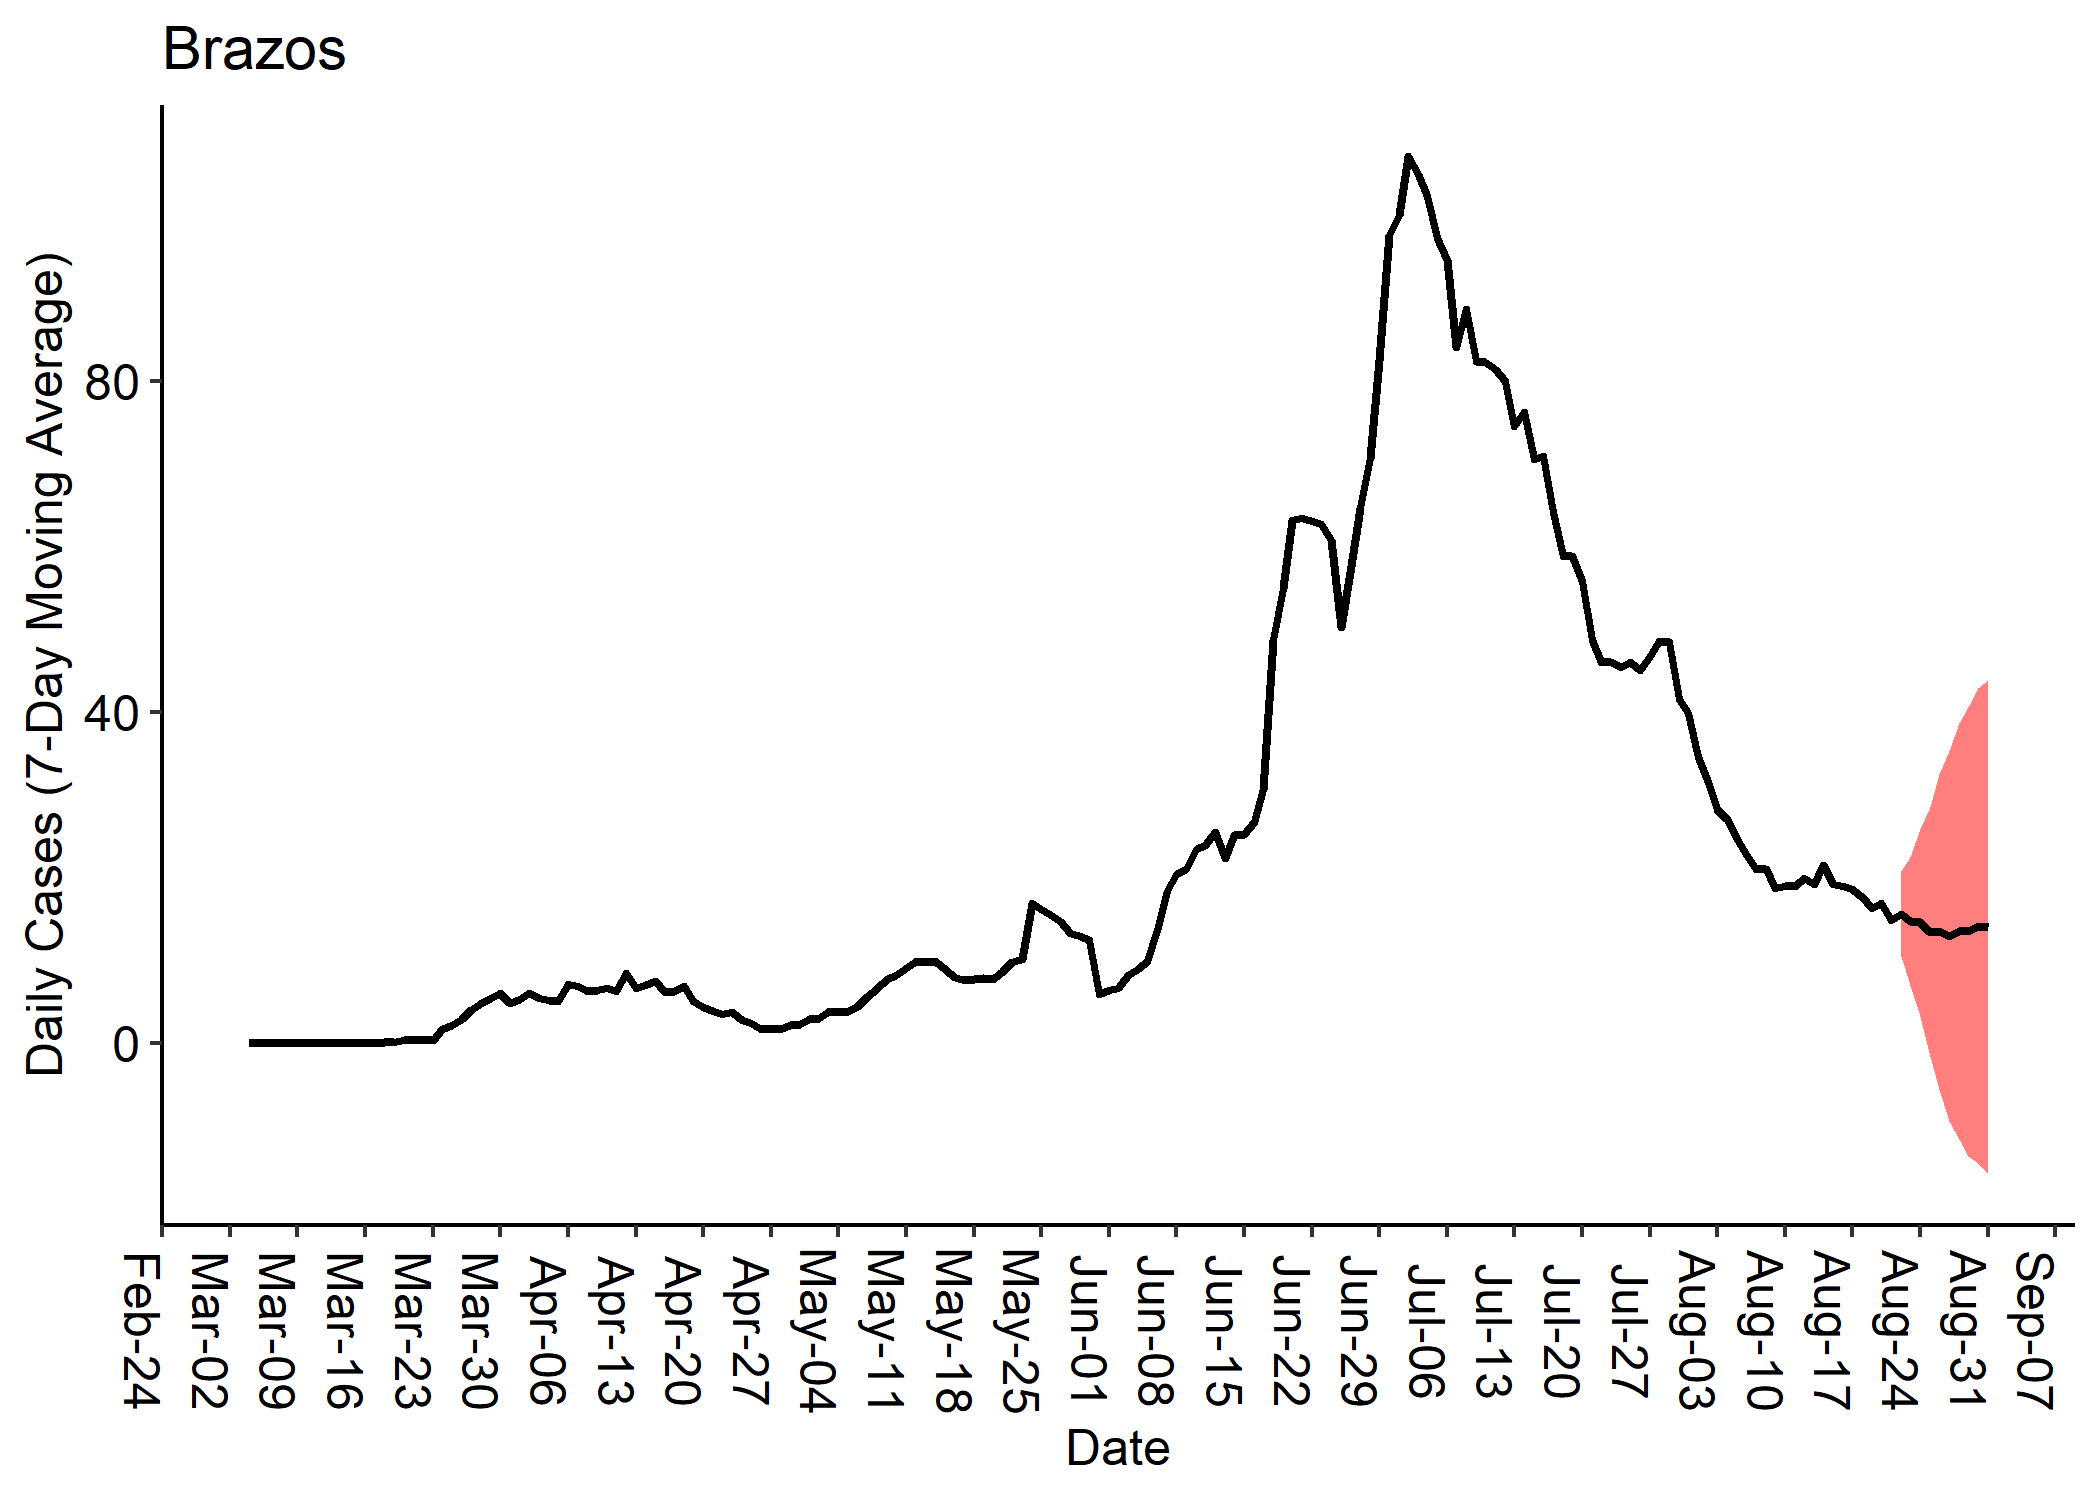 Brazos
Daily Cases (7-Day Moving Average)
80
40
0
Feb-24
Mar-02
Mar-09
Mar-16
Mar-23
Mar-30
Apr-06
Apr-13
Apr-20
Apr-27
May-04
May-11
May-18
May-25
Jun-01
Jun-08
Jun-15
Jun-22
Jun-29
Jul-06
Jul-13
Jul-20
Jul-27
Aug-03
Aug-10
Aug-17
Aug-24
Aug-31
Sep-07
Date